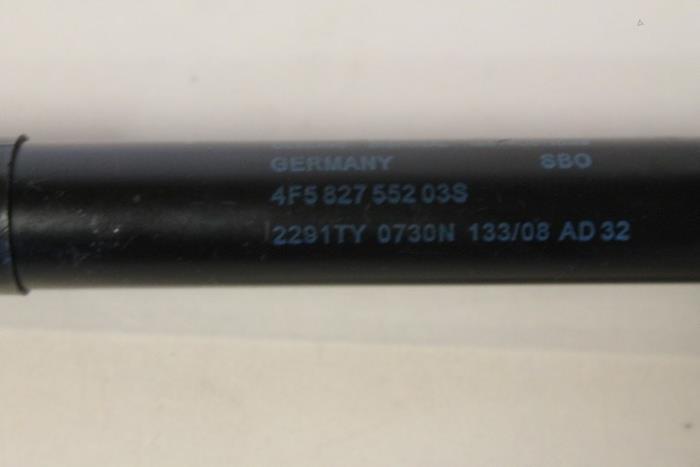 GERMANY SBO
4F5 827 552 03S
2291TY 0730N 133/08 AD 32